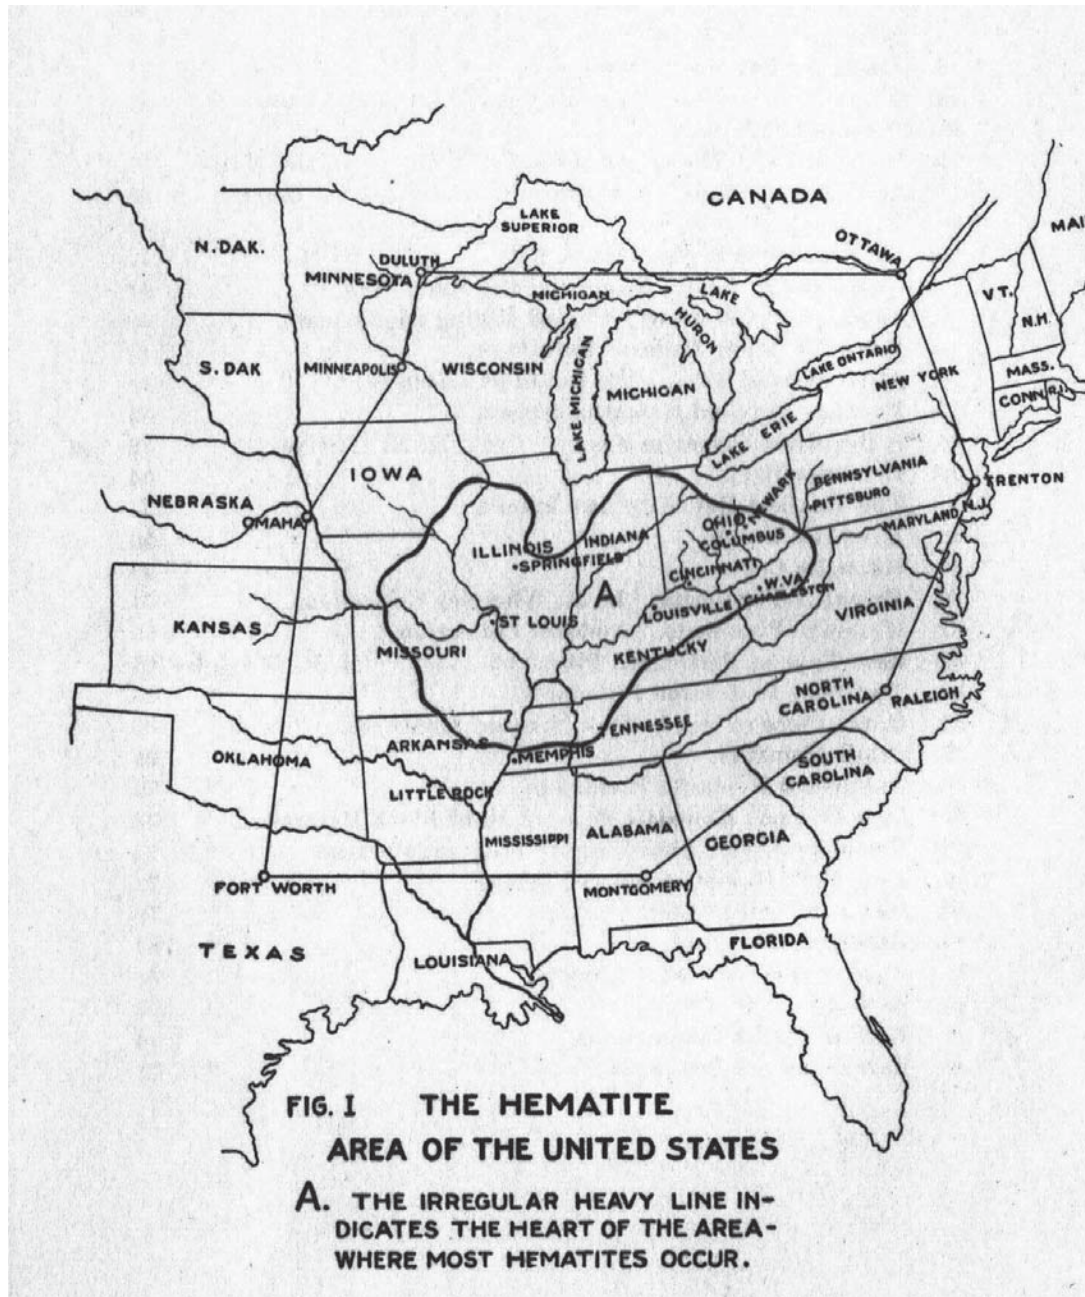 CANADA
LAKE
SUPERIOR
OTTAWA
MAI
N. DAK.
DULUTH
MINNESOTA
MICHIGAN
LAKE
HURON
VT.
N.H.
S. DAK
MINNEAPOLIS
WISCONSIN
LAKE MICHIGAN
MICHIGAN
LAKE ONTARIO
NEW YORK
MASS.
CONN.
R.I.
LAKE ERIE
IOWA
NEBRASKA
OMAHA
NEWARK
PENNSYLVANIA
PITTSBURG
TRENTON
MARYLAND
N.J.
ILLINOIS
SPRINGFIELD
INDIANA
OHIO
COLUMBUS
CINCINNATI
A
W. VA.
CHARLESTON
LOUISVILLE
VIRGINIA
KANSAS
ST LOUIS
MISSOURI
KENTUCKY
NORTH
CAROLINA
RALEIGH
TENNESSEE
ARKANSAS
MEMPHIS
OKLAHOMA
SOUTH
CAROLINA
LITTLE ROCK
MISSISSIPPI
ALABAMA
GEORGIA
FORT WORTH
MONTGOMERY
TEXAS
LOUISIANA
FLORIDA
FIG. I THE HEMATITE
AREA OF THE UNITED STATES
A. THE IRREGULAR HEAVY LINE IN-
DICATES THE HEART OF THE AREA-
WHERE MOST HEMATITES OCCUR.